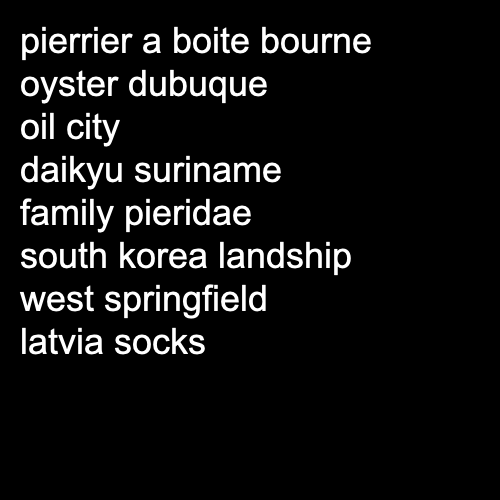 pierrier a boite bourne
oyster dubuque
oil city
daikyu suriname
family pieridae
south korea landship
west springfield
latvia socks